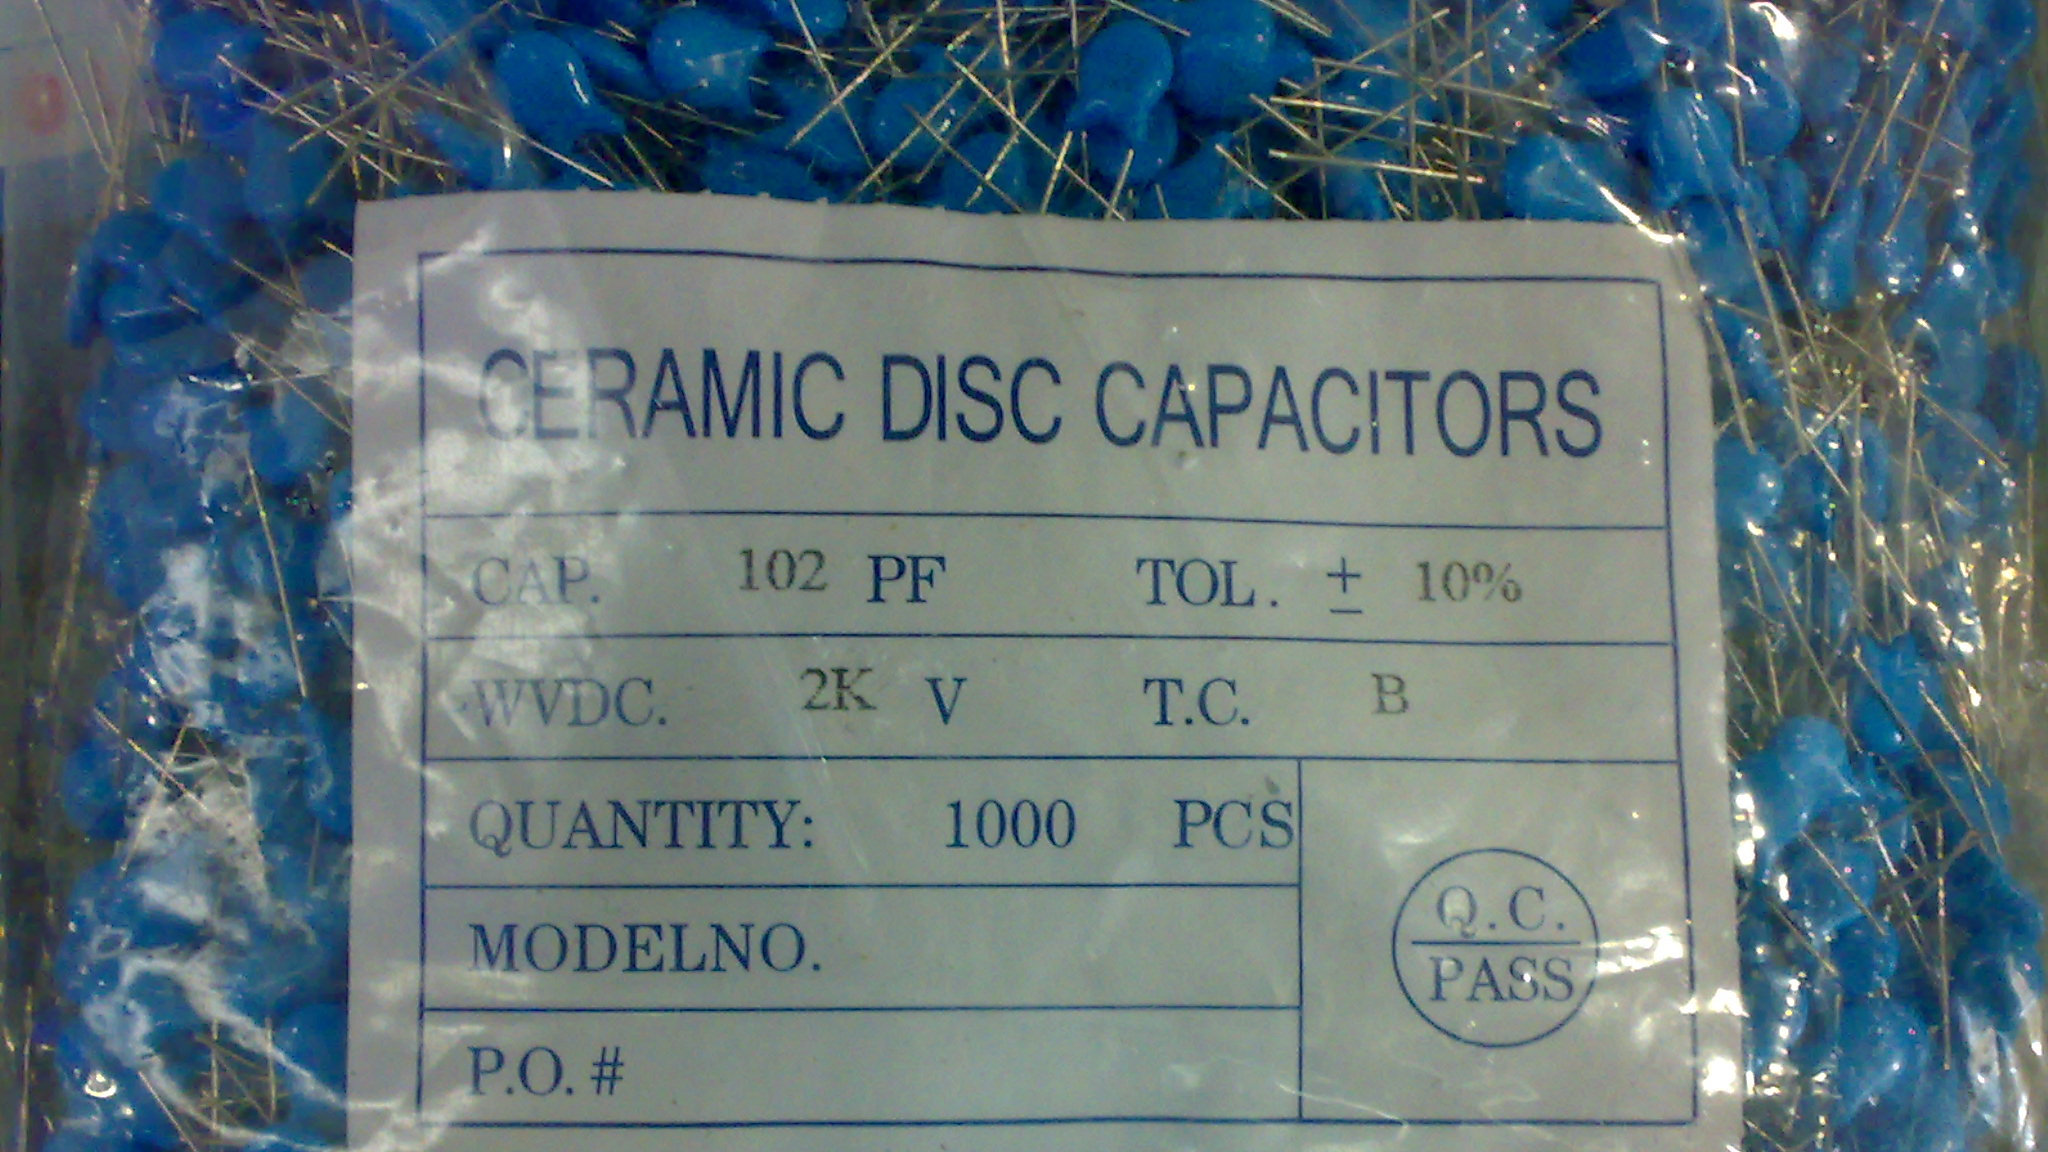 CERAMIC DISC CAPACITORS
CAP. 102 PF TOL. ± 10%
WVDC. 2K V T.C. B
QUANTITY: 1000 PCS
MODELNO.
P.O. #
Q.C.
PASS